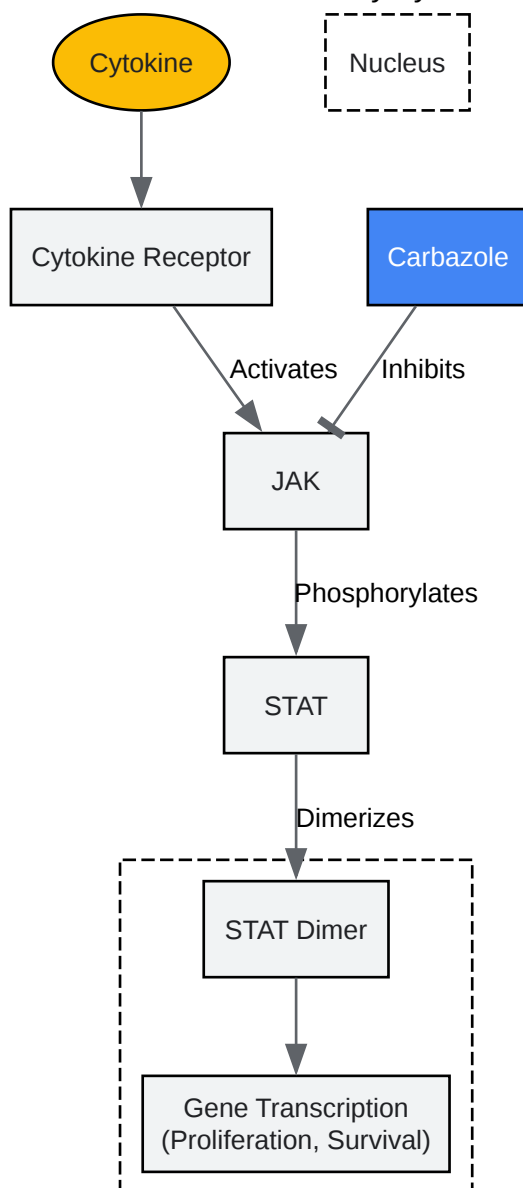 Cytokine
Nucleus
Cytokine Receptor
Carbazole
Activates
Inhibits
JAK
Phosphorylates
STAT
Dimerizes
STAT Dimer
Gene Transcription
(Proliferation, Survival)